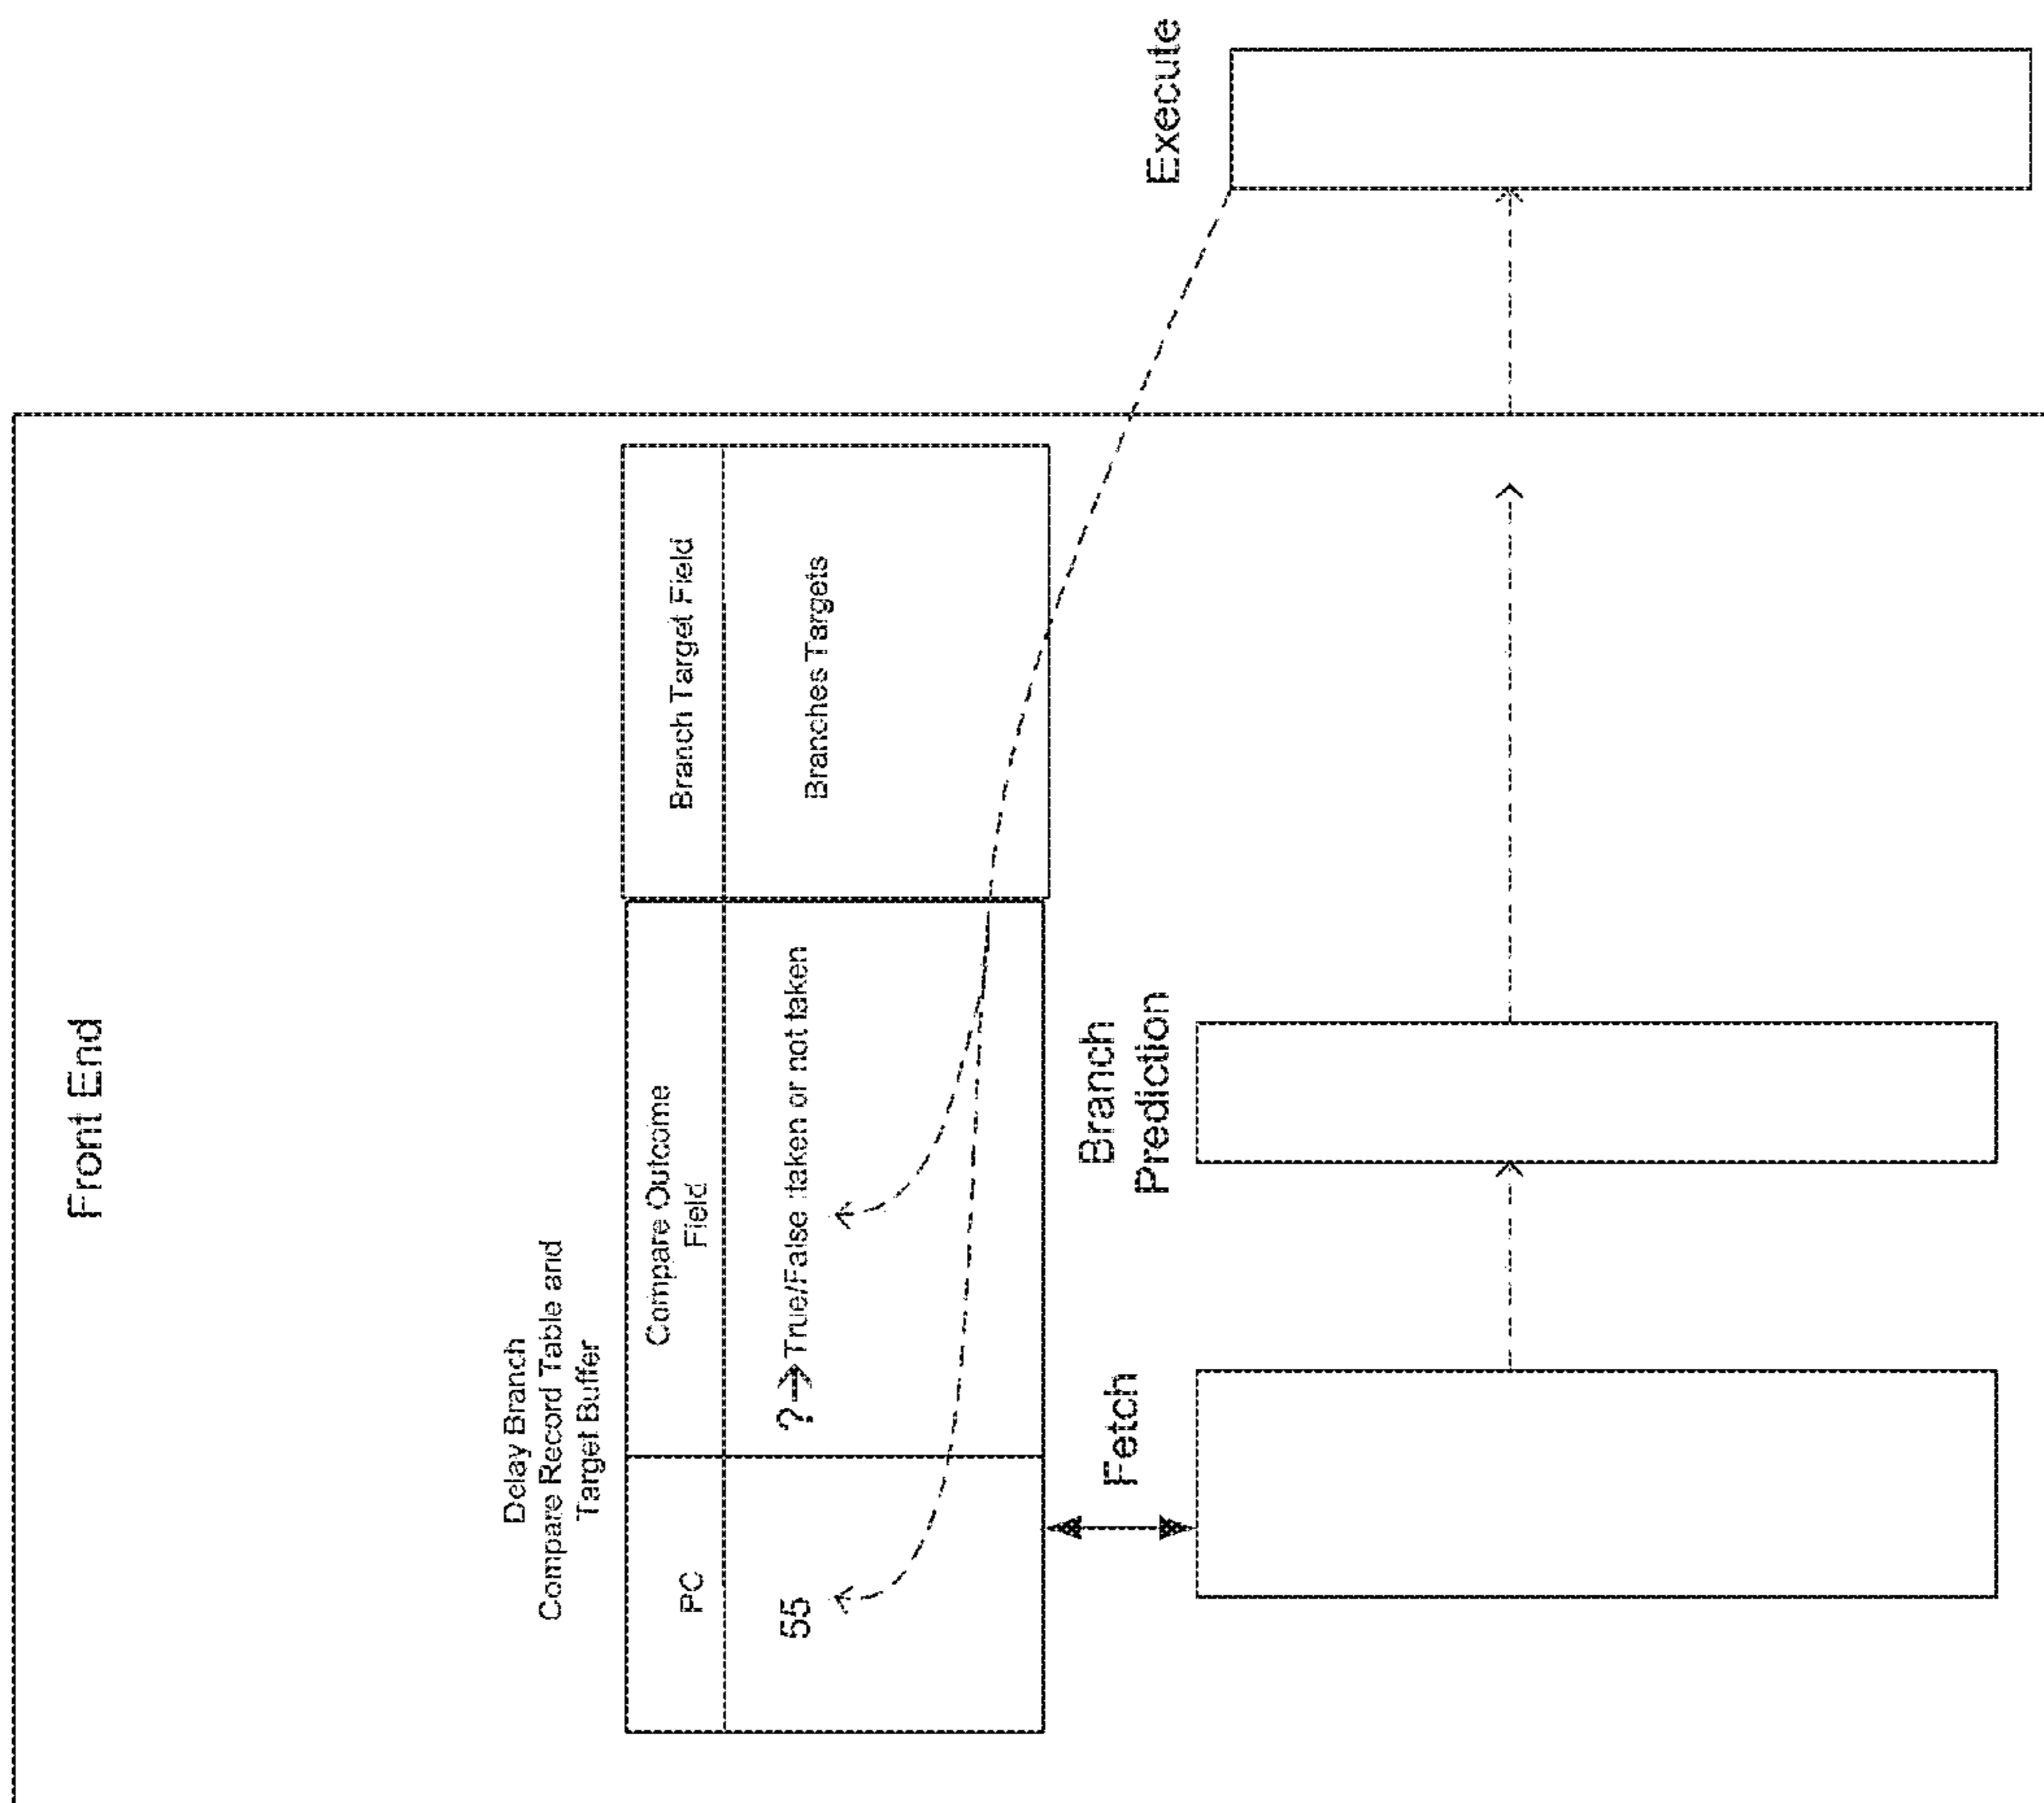 Front End
Delay Branch
Compare Record Table and
Target Buffer
PC
Compare Outcome
Field
Branch Target Field
55
?→True/False :taken or not taken
Branches Targets
Fetch
Branch
Prediction
Execute